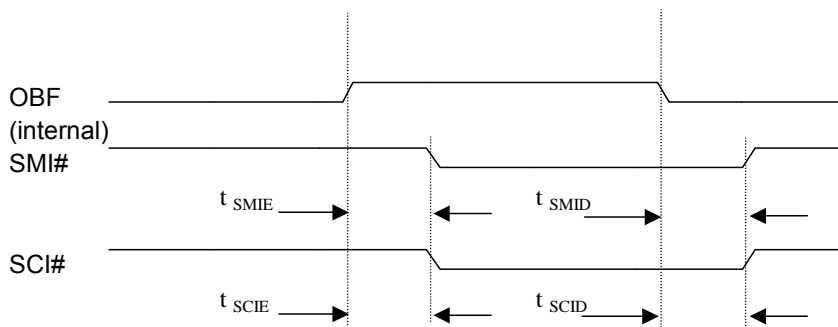 OBF
(internal)
SMI#
t SMIE
t SMID
SCI#
t SCIE
t SCID